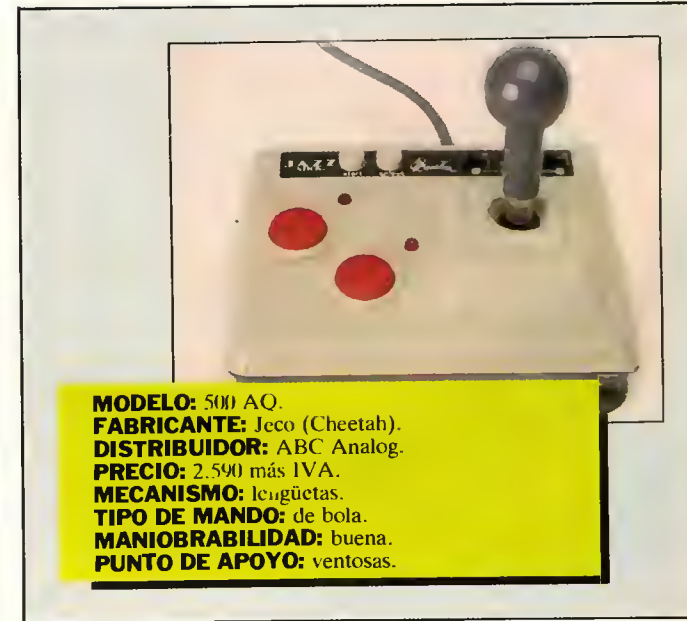 JAZZ
MODELO: 500 AQ.
FABRICANTE: Jeco (Cheetah).
DISTRIBUIDOR: ABC Analog.
PRECIO: 2.590 más IVA.
MECANISMO: lengüetas.
TIPO DE MANDO: de bola.
MANIOBRABILIDAD: buena.
PUNTO DE APOYO: ventosas.